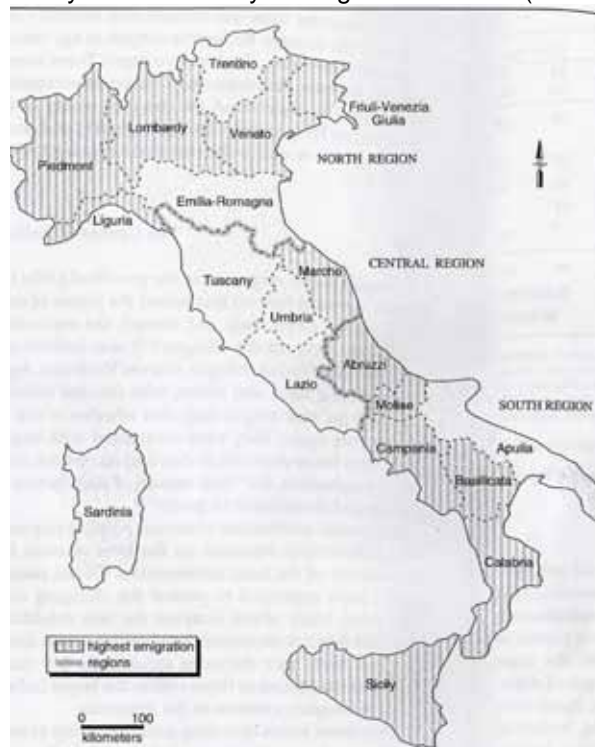 Trentino
Friuli-Venezia
Giulia
Lombardy
Veneto
Piedmont
NORTH REGION
Emilia-Romagna
Liguria
Marche
CENTRAL REGION
Tuscany
Umbria
Abruzzi
Lazio
Molise
SOUTH REGION
Campania
Apulia
Basilicata
Sardinia
Calabria
highest emigration
regions
Sicily
0 100
kilometers